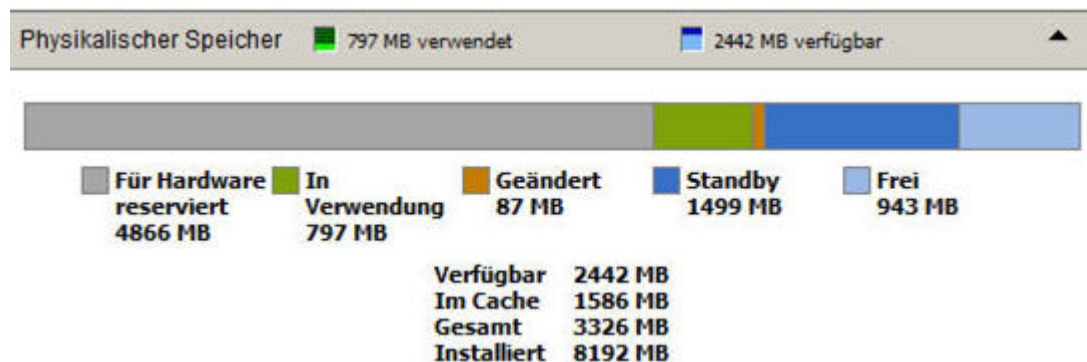 Physikalischer Speicher 797 MB verwendet 2442 MB verfügbar
Für Hardware reserviert 4866 MB
In Verwendung 797 MB
Geändert 87 MB
Standby 1499 MB
Frei 943 MB
Verfügbar 2442 MB
Im Cache 1586 MB
Gesamt 3326 MB
Installiert 8192 MB